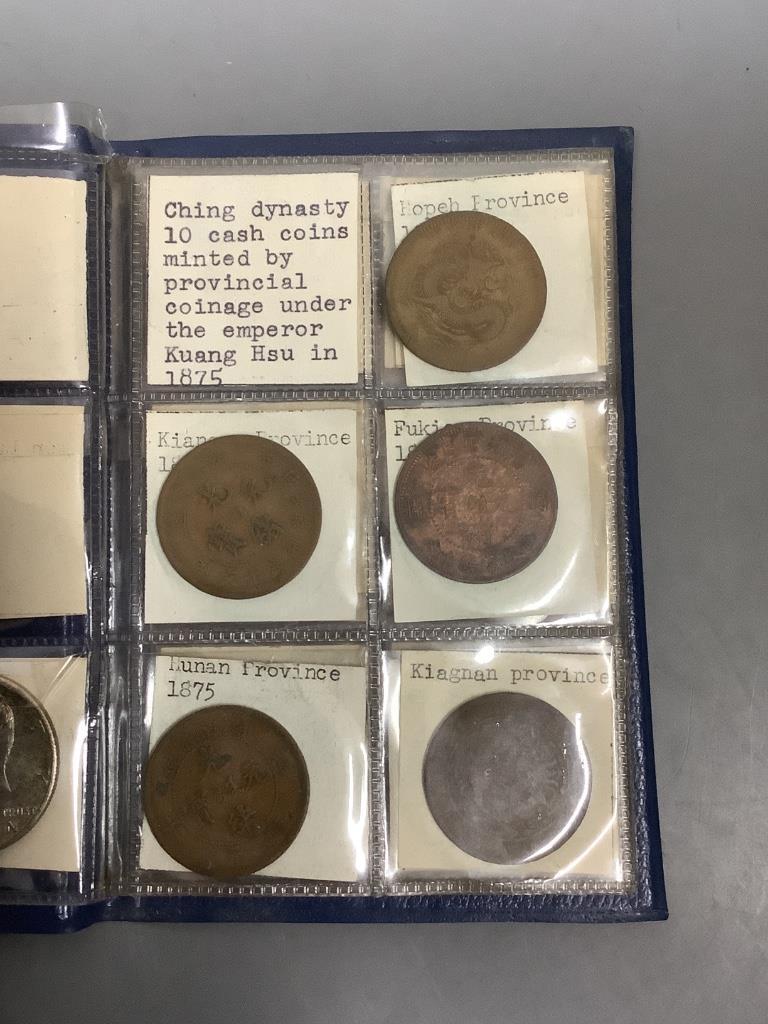 Ching dynasty
10 cash coins
minted by
provincial
coinage under
the emperor
Kuang Hsu in
1875
Hopeh Province
Province
Province
Hunan Province
1875
Kiagnan province